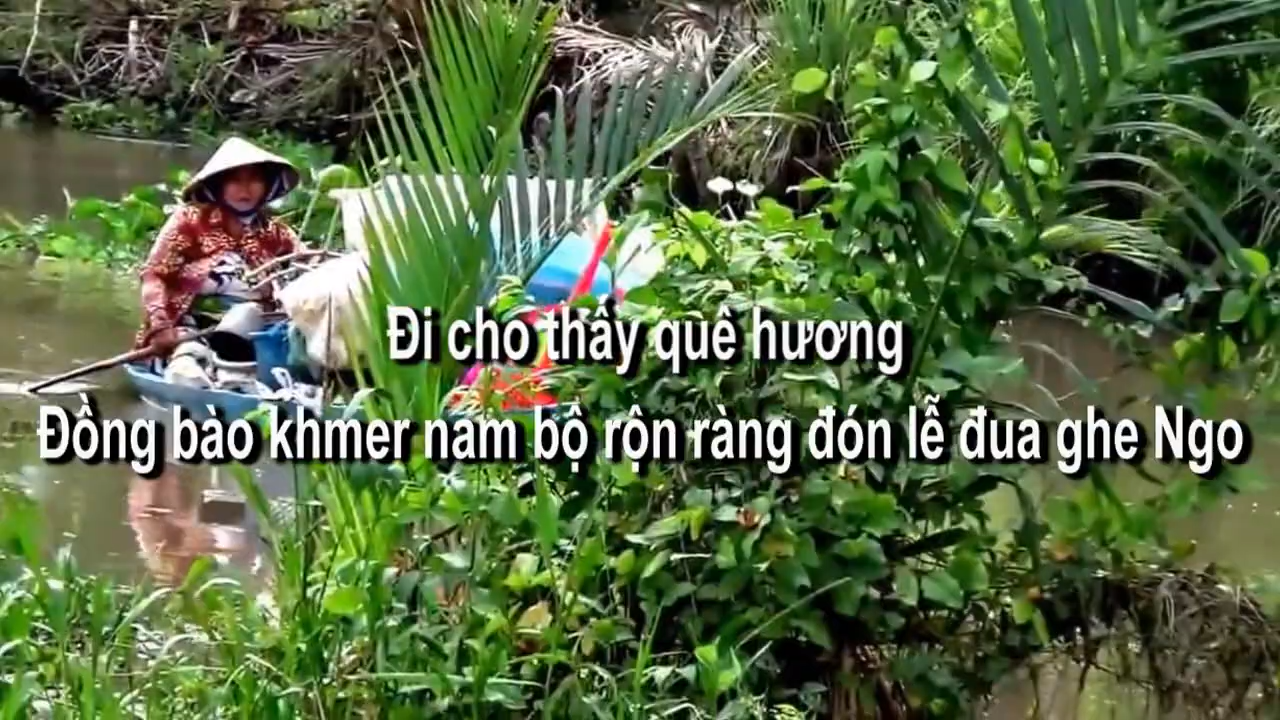 Đi cho thấy quê hương
Đồng bào khmer nam bộ rộn ràng đón lễ đua ghe Ngo